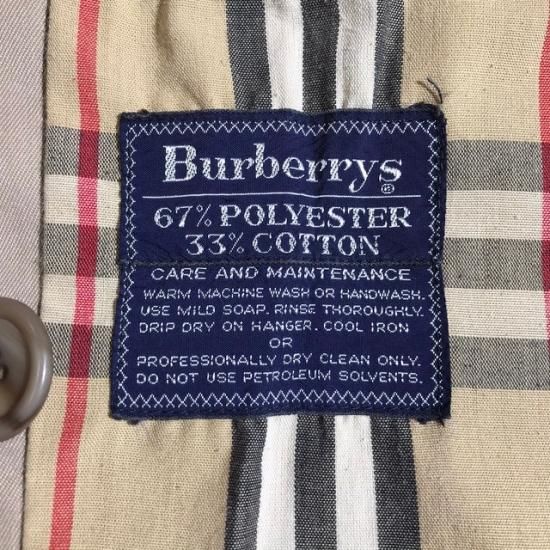 Burberrys®
67% POLYESTER
33% COTTON
CARE AND MAINTENANCE
WARM MACHINE WASH OR HANDWASH.
USE MILD SOAP. RINSE THOROUGHLY.
DRIP DRY ON HANGER. COOL IRON
OR
PROFESSIONALLY DRY CLEAN ONLY.
DO NOT USE PETROLEUM SOLVENTS.